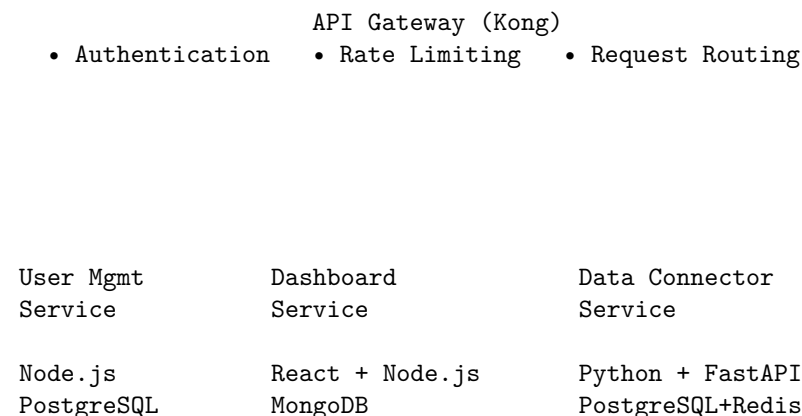 API Gateway (Kong)
• Authentication • Rate Limiting • Request Routing
User Mgmt Dashboard Data Connector
Service Service Service
Node.js React + Node.js Python + FastAPI
PostgreSQL MongoDB PostgreSQL+Redis